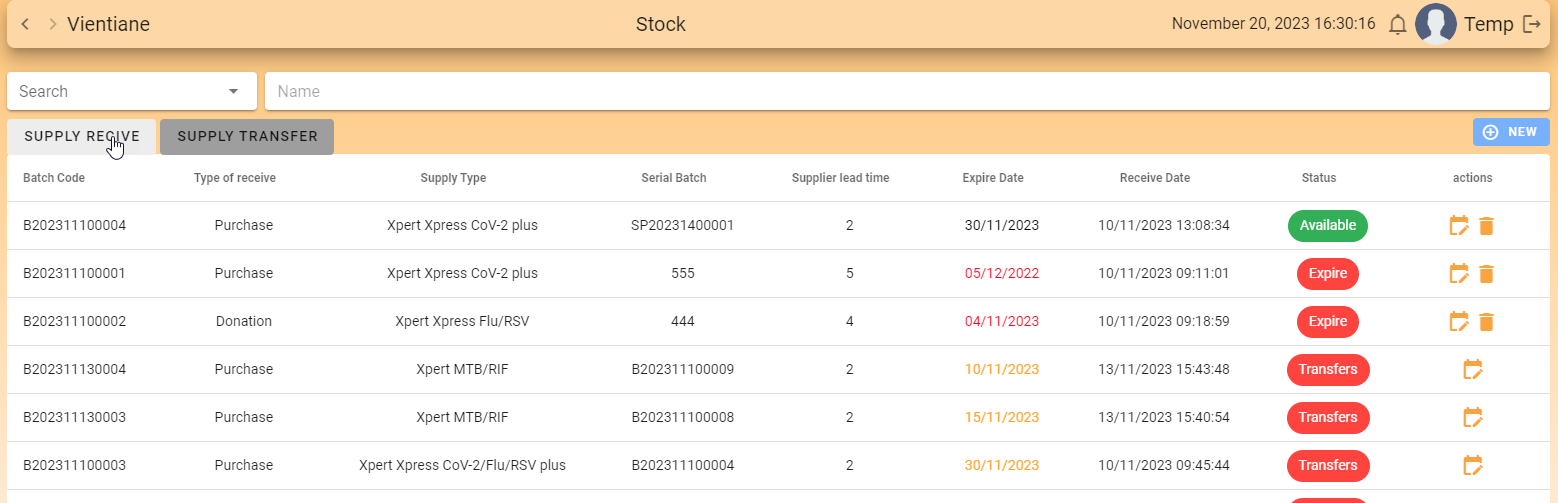 Vientiane Stock November 20, 2023 16:30:16 Temp
Search Name
SUPPLY RECIVE SUPPLY TRANSFER NEW
Batch Code Type of receive Supply Type Serial Batch Supplier lead time Expire Date Receive Date Status actions
B202311100004 Purchase Xpert Xpress CoV-2 plus SP20231400001 2 30/11/2023 10/11/2023 13:08:34 Available
B202311100001 Purchase Xpert Xpress CoV-2 plus 555 5 05/12/2022 10/11/2023 09:11:01 Expire
B202311100002 Donation Xpert Xpress Flu/RSV 444 4 04/11/2023 10/11/2023 09:18:59 Expire
B202311130004 Purchase Xpert MTB/RIF B202311100009 2 10/11/2023 13/11/2023 15:43:48 Transfers
B202311130003 Purchase Xpert MTB/RIF B202311100008 2 15/11/2023 13/11/2023 15:40:54 Transfers
B202311100003 Purchase Xpert Xpress CoV-2/Flu/RSV plus B202311100004 2 30/11/2023 10/11/2023 09:45:44 Transfers